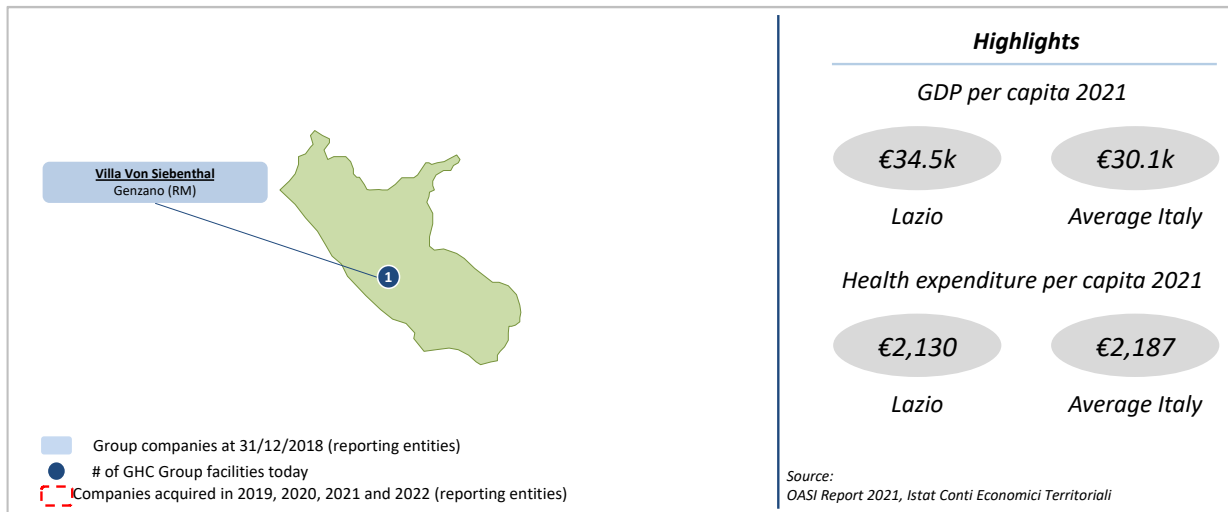 Villa Von Siebenthal
Genzano (RM)
1
Group companies at 31/12/2018 (reporting entities)
# of GHC Group facilities today
Companies acquired in 2019, 2020, 2021 and 2022 (reporting entities)
Highlights
GDP per capita 2021
€34.5k €30.1k
Lazio Average Italy
Health expenditure per capita 2021
€2,130 €2,187
Lazio Average Italy
Source:
OASI Report 2021, Istat Conti Economici Territoriali